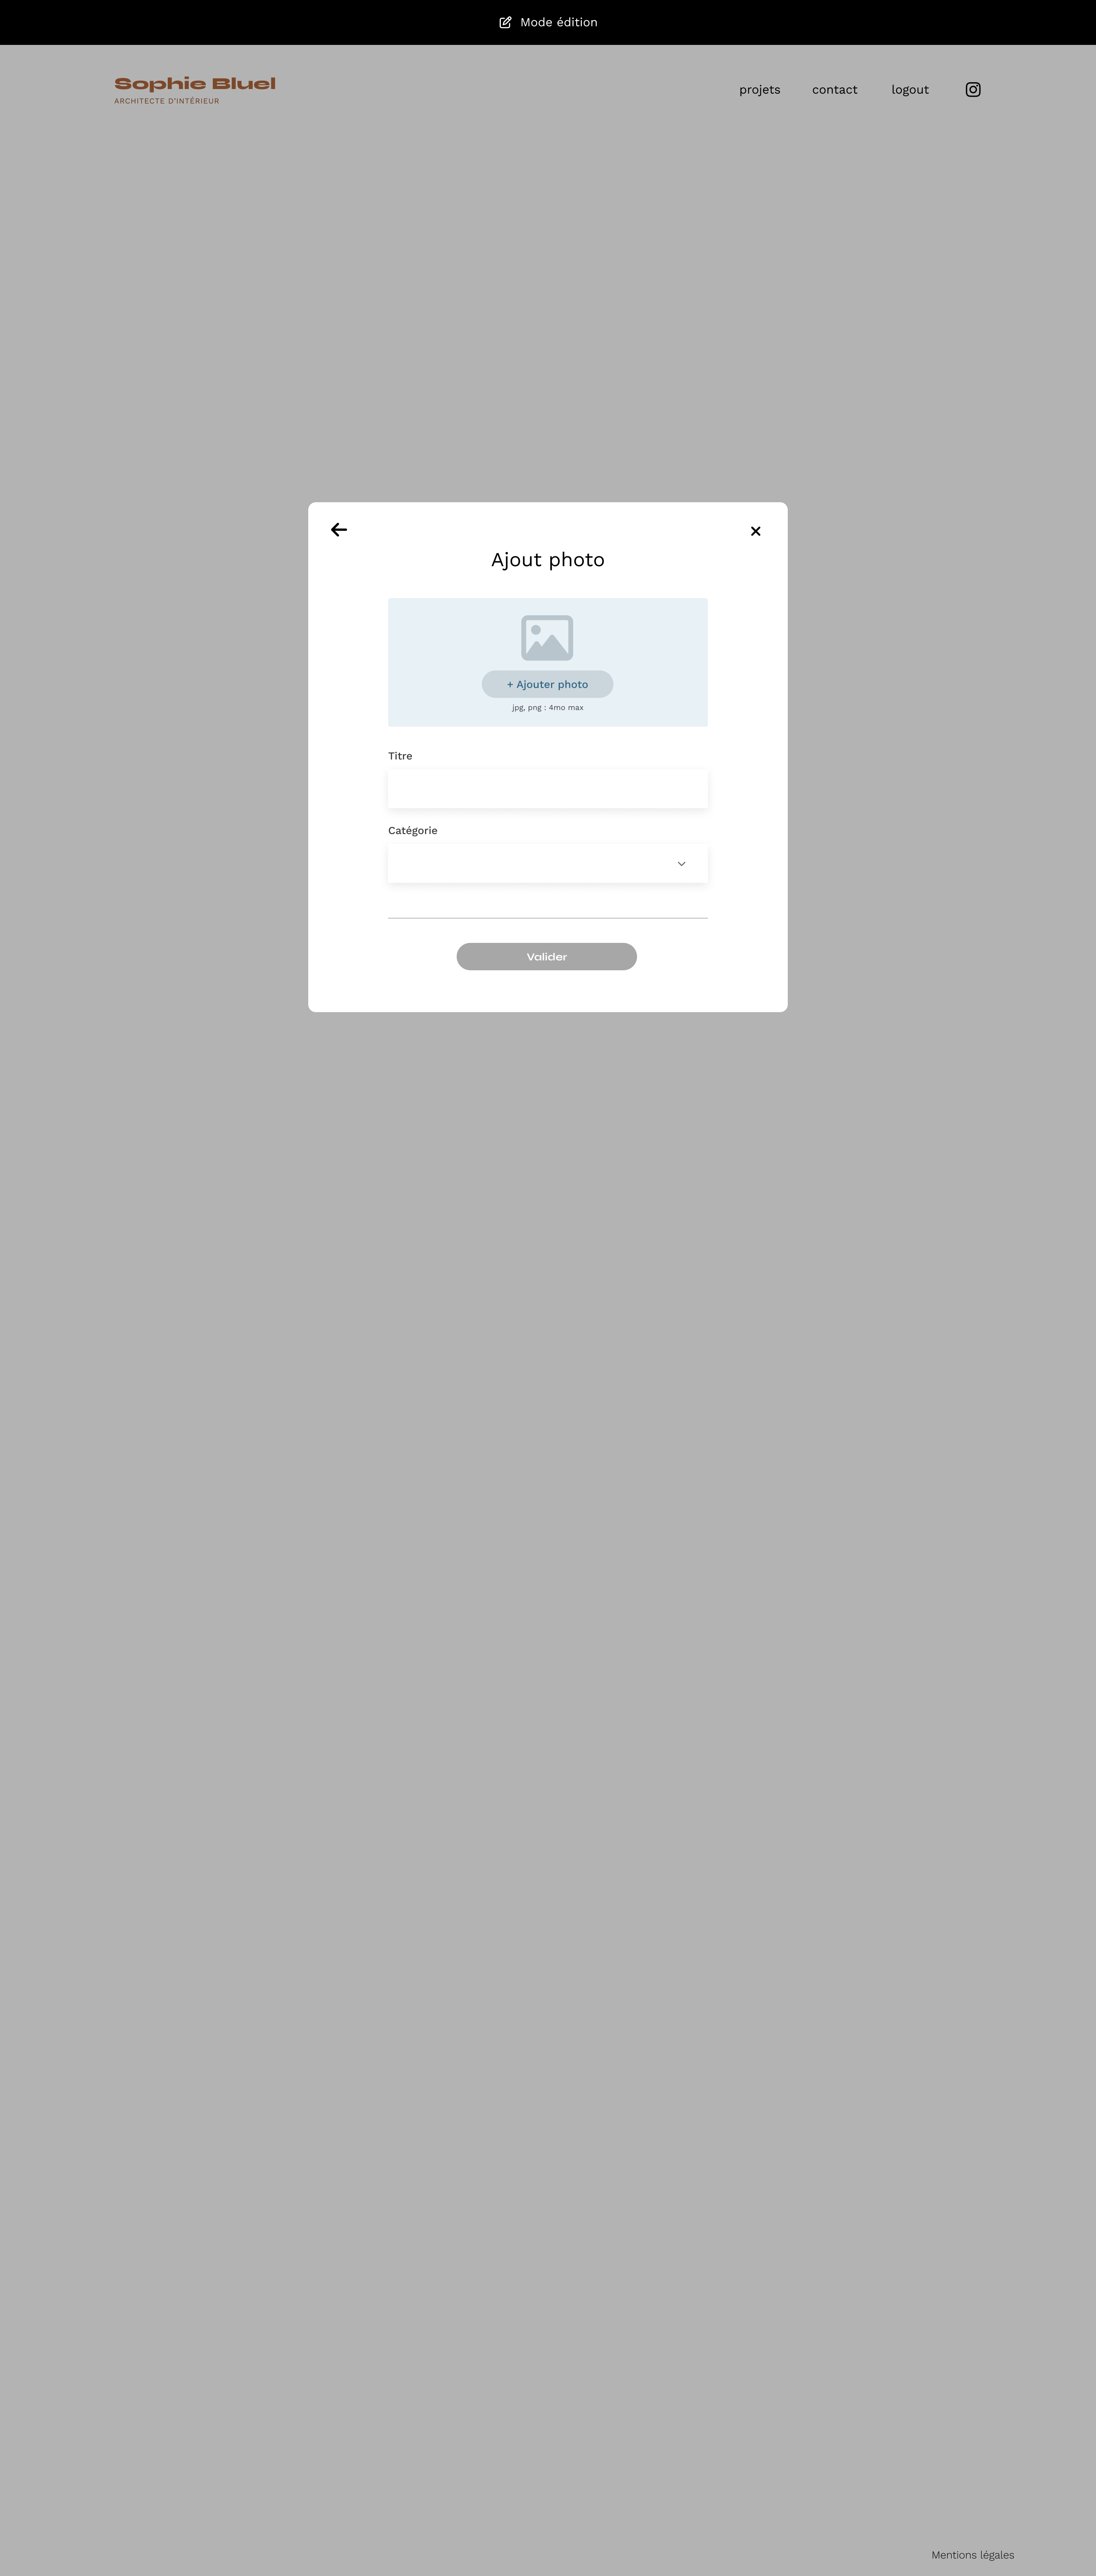 Mode édition
Sophie Bluel
ARCHITECTE D'INTÉRIEUR
projets
contact
logout
Ajout photo
+ Ajouter photo
jpg, png : 4mo max
Titre
Catégorie
Valider
Mentions légales